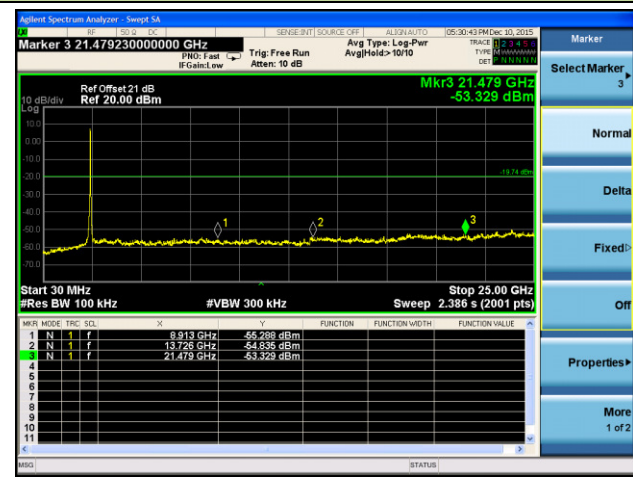 Agilent Spectrum Analyzer - Swept SA
RF 50 Ω DC SENSE:INT SOURCE OFF ALIGN AUTO 05:30:43 PM Dec 10, 2015
Marker 3 21.479230000000 GHz
PNO: Fast
IFGain:Low
Trig: Free Run
Atten: 10 dB
Avg Type: Log-Pwr
Avg|Hold:> 10/10
TRACE 1 2 3 4 5 6
TYPE
DET P N N N N N
Ref Offset 21 dB
10 dB/div Ref 20.00 dBm
Log
Mkr3 21.479 GHz
-53.329 dBm
10.0
0.00
-10.0
-20.0
-30.0
-40.0
-50.0
-60.0
-70.0
-19.74 dBm
1
2
3
Start 30 MHz Stop 25.00 GHz
#Res BW 100 kHz #VBW 300 kHz Sweep 2.386 s (2001 pts)
MKR MODE TRC SCL X Y FUNCTION FUNCTION WIDTH FUNCTION VALUE
1 N 1 f 8.913 GHz -55.288 dBm
2 N 1 f 13.726 GHz -54.835 dBm
3 N 1 f 21.479 GHz -53.329 dBm
4
5
6
7
8
9
10
11
MSG STATUS
Marker
Select Marker
3
Normal
Delta
Fixed
Off
Properties
More
1 of 2